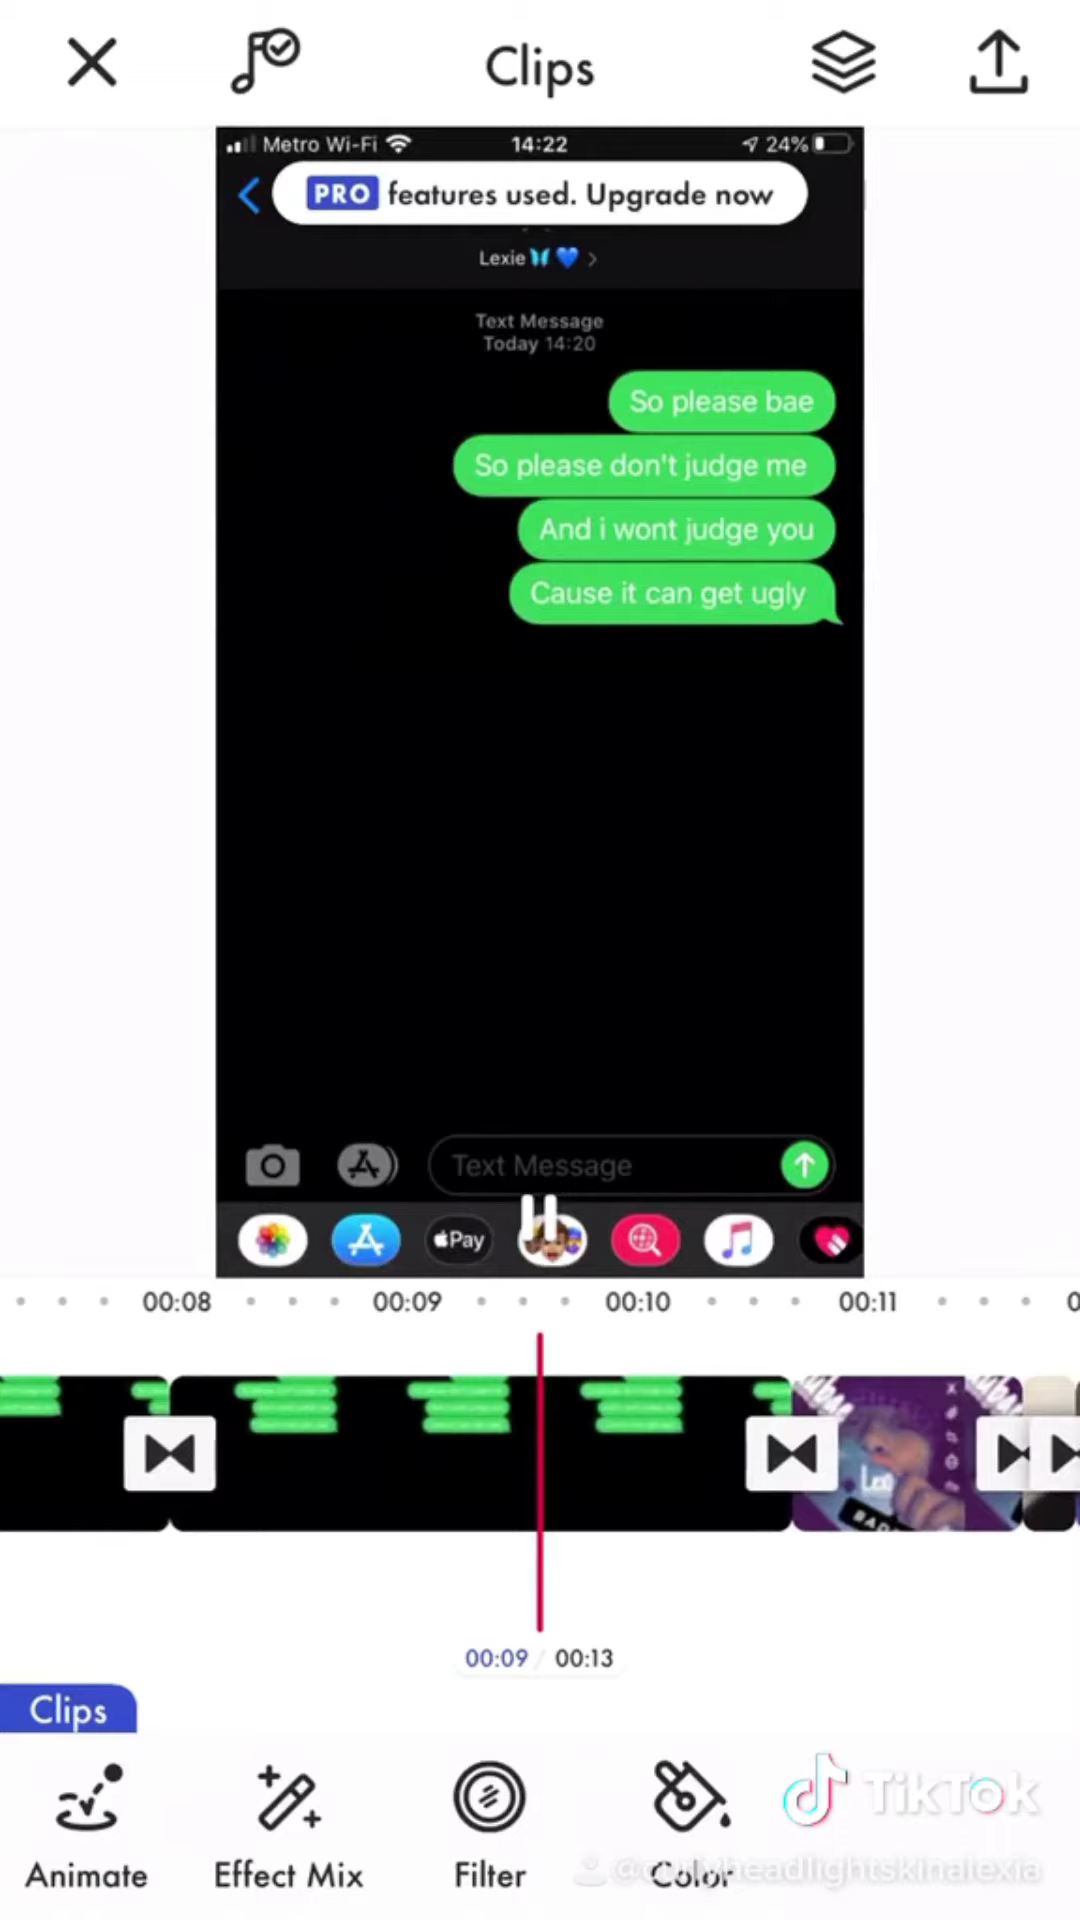 Clips
Metro Wi-Fi 14:22 24%
PRO features used. Upgrade now
Lexie
Text Message
Today 14:20
So please bae
So please don't judge me
And i wont judge you
Cause it can get ugly
Text Message
Pay
00:08 00:09 00:10 00:11
00:09 / 00:13
Clips
TikTok
Animate Effect Mix Filter Color
@curlyheadlightskinalexia